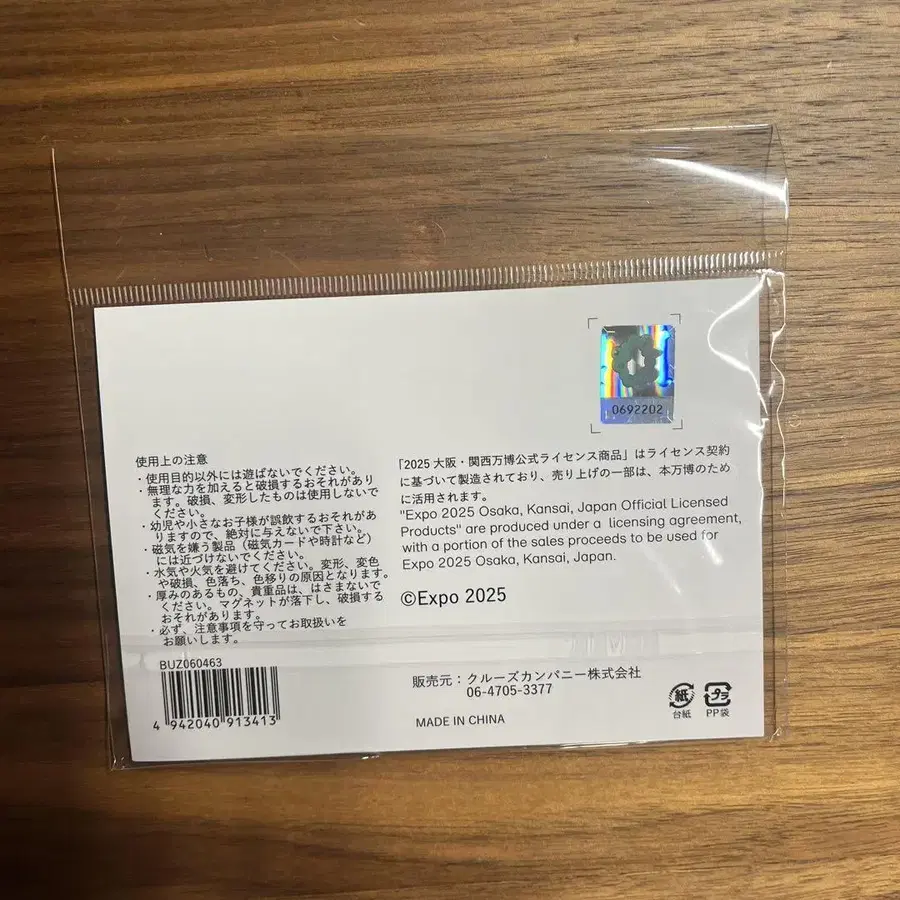 0692202
使用上の注意
・使用目的以外には遊ばないでください。
・無理な力を加えると破損するおそれがあり
ます。破損、変形したものは使用しないで
ください。
・幼児や小さなお子様が誤飲するおそれがあ
りますので、絶対に与えないで下さい。
・磁気を嫌う製品（磁気カードや時計など）
には近づけないでください。
・水気や火気を避けてください。変形、変色
や破損、色落ち、色移りの原因となります。
・厚みのあるもの、貴重品は、はさまないで
ください。マグネットが落下し、破損する
おそれがあります。
・必ず、注意事項を守ってお取扱いを
お願いします。
「2025 大阪・関西万博公式ライセンス商品」はライセンス契約
に基づいて製造されており、売り上げの一部は、本万博のため
に活用されます。
"Expo 2025 Osaka, Kansai, Japan Official Licensed
Products" are produced under a licensing agreement,
with a portion of the sales proceeds to be used for
Expo 2025 Osaka, Kansai, Japan.
©Expo 2025
BUZ060463
4 942040 913413
販売元：クルーズカンパニー株式会社
06-4705-3377
MADE IN CHINA
紙
台紙
プラ
PP袋